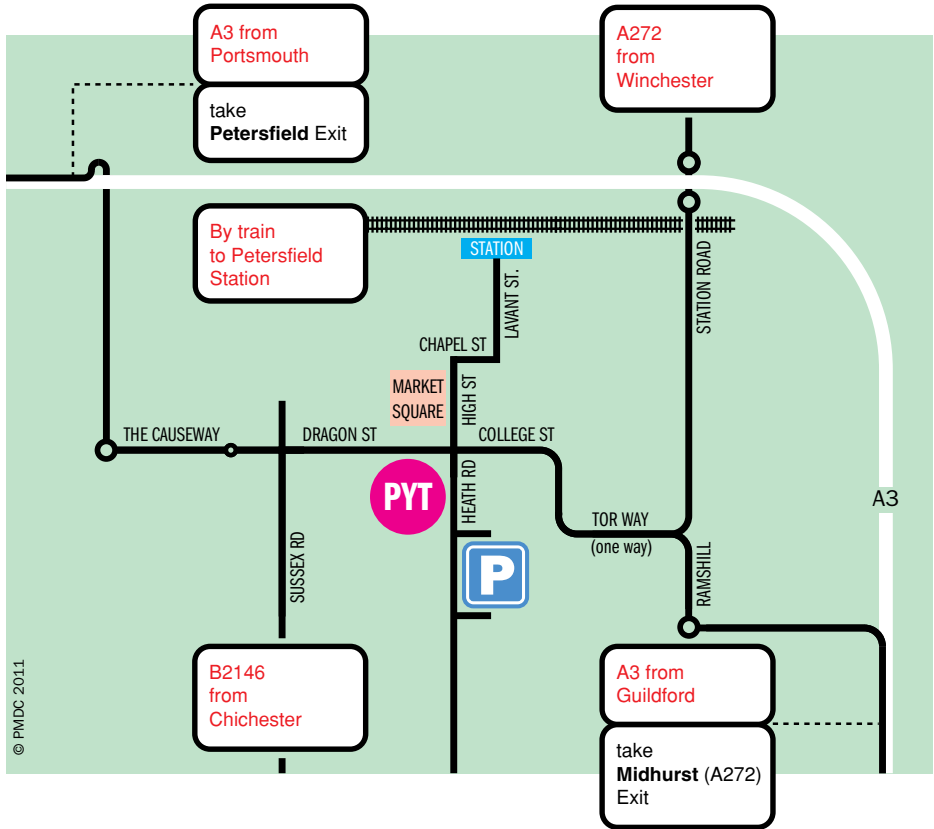 A3 from
Portsmouth
take
Petersfield Exit
A272
from
Winchester
By train
to Petersfield
Station
STATION
LAVANT ST.
STATION ROAD
CHAPEL ST
MARKET
SQUARE
HIGH ST
THE CAUSEWAY
DRAGON ST
COLLEGE ST
PYT
HEATH RD
A3
TOR WAY
(one way)
SUSSEX RD
P
RAMSHILL
B2146
from
Chichester
A3 from
Guildford
take
Midhurst (A272)
Exit
© PMDC 2011